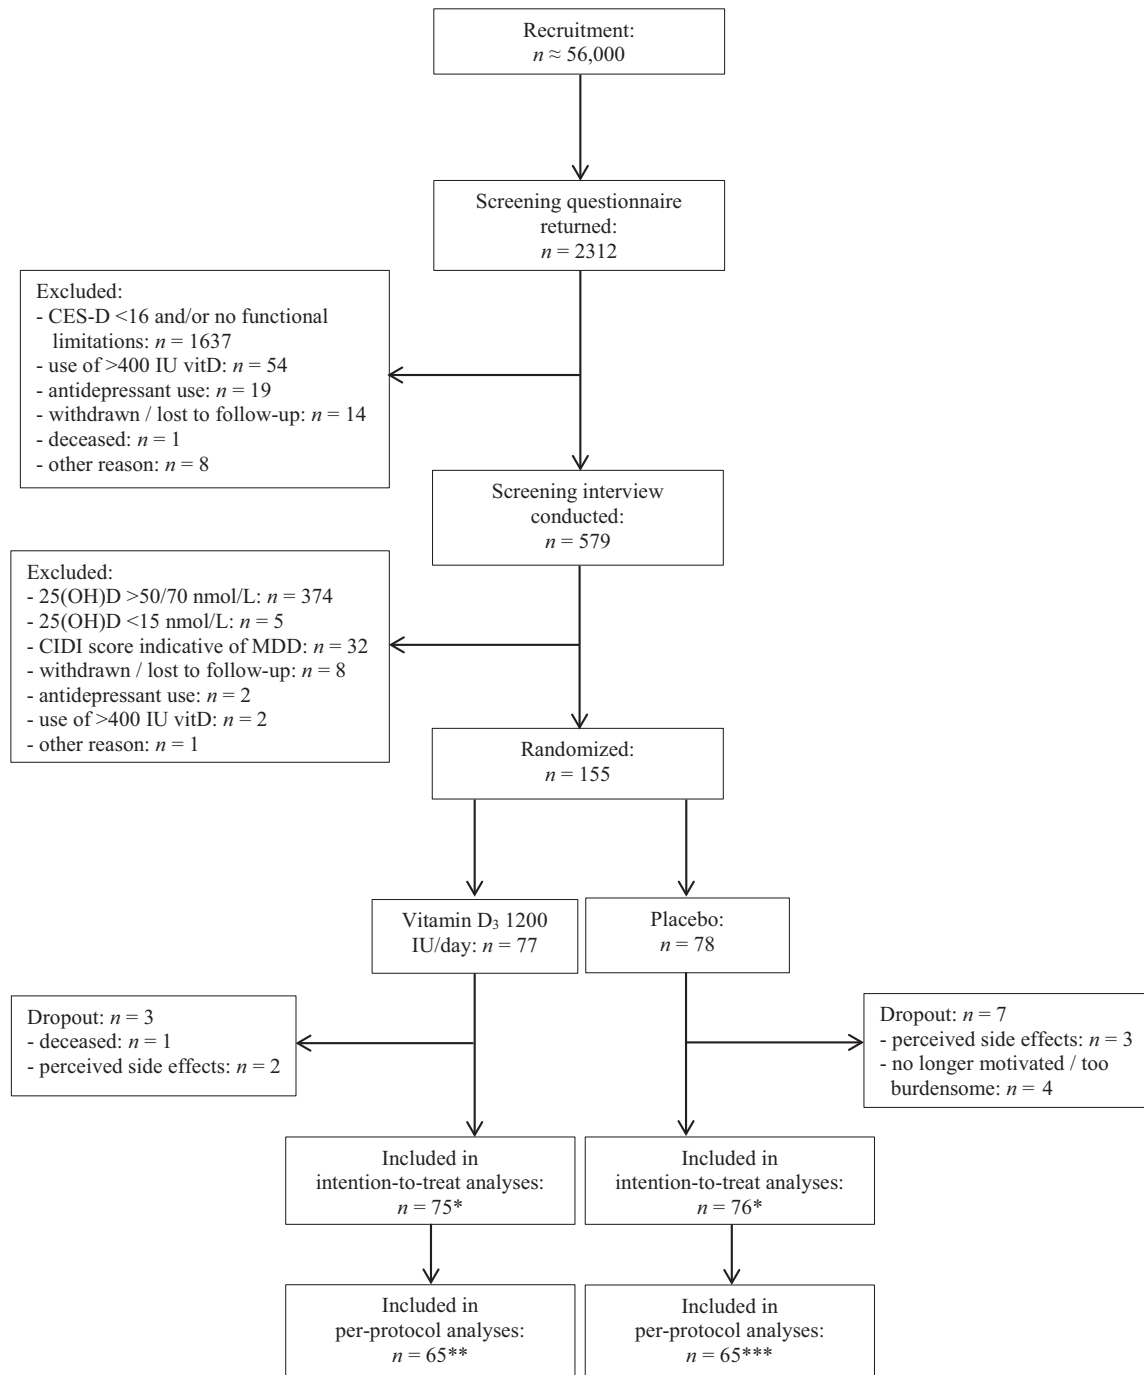 Recruitment:
n ≈ 56,000
Screening questionnaire
returned:
n = 2312
Excluded:
- CES-D <16 and/or no functional
limitations: n = 1637
- use of >400 IU vitD: n = 54
- antidepressant use: n = 19
- withdrawn / lost to follow-up: n = 14
- deceased: n = 1
- other reason: n = 8
Screening interview
conducted:
n = 579
Excluded:
- 25(OH)D >50/70 nmol/L: n = 374
- 25(OH)D <15 nmol/L: n = 5
- CIDI score indicative of MDD: n = 32
- withdrawn / lost to follow-up: n = 8
- antidepressant use: n = 2
- use of >400 IU vitD: n = 2
- other reason: n = 1
Randomized:
n = 155
Vitamin D₃ 1200
IU/day: n = 77
Placebo:
n = 78
Dropout: n = 3
- deceased: n = 1
- perceived side effects: n = 2
Dropout: n = 7
- perceived side effects: n = 3
- no longer motivated / too
burdensome: n = 4
Included in
intention-to-treat analyses:
n = 75*
Included in
intention-to-treat analyses:
n = 76*
Included in
per-protocol analyses:
n = 65**
Included in
per-protocol analyses:
n = 65***